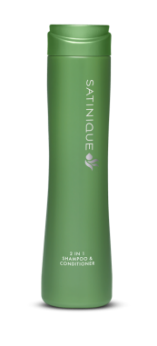 SATINIQUE
2 IN 1
SHAMPOO &
CONDITIONER